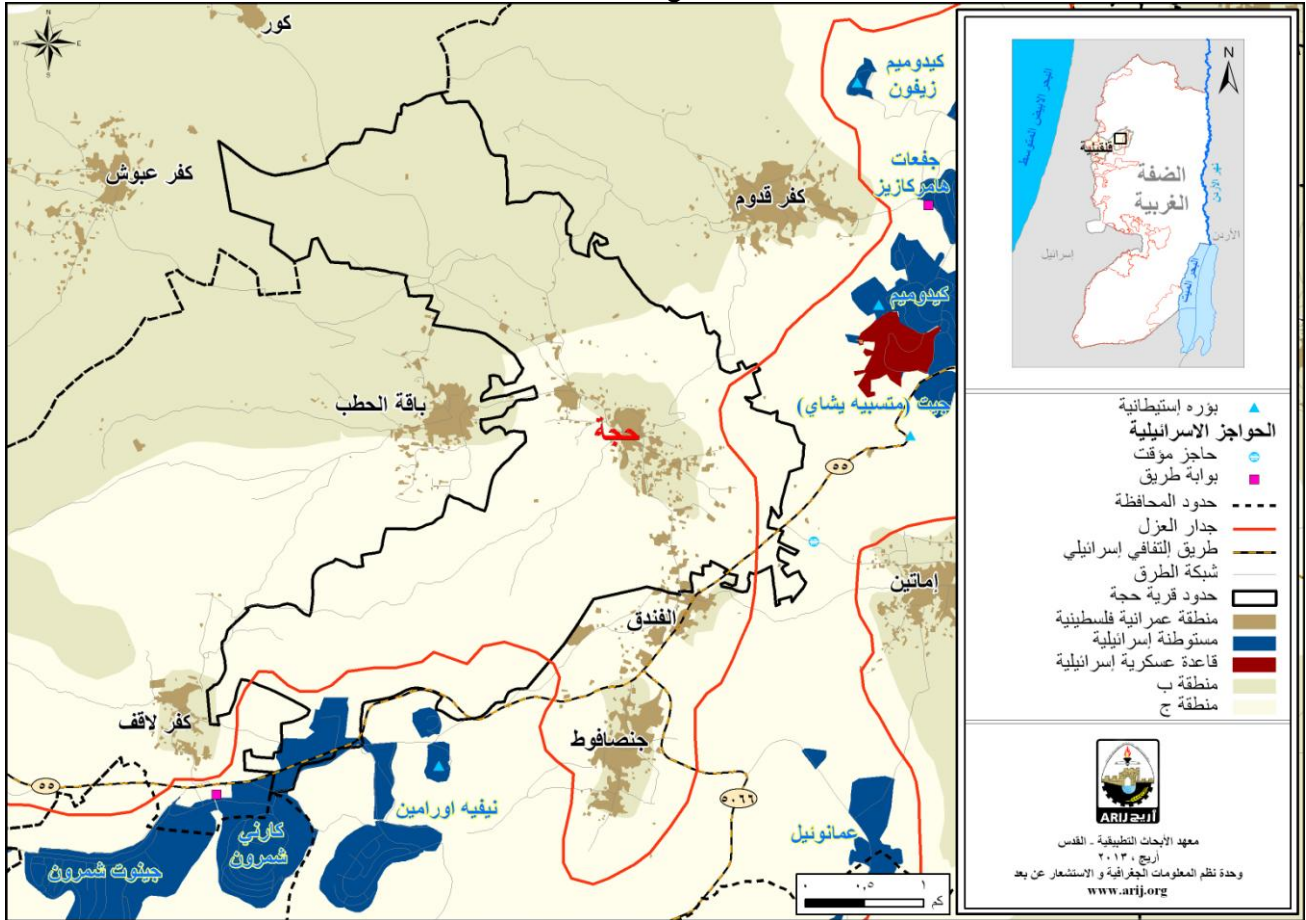 كور
N
W
E
S
كيدوميم
زيفون
كفر عبوش
كفر قدوم
جفعات
هامركازيز
كيدوميم
باقة الحطب
حجة
جيت (متسبيه يشاي)
٥٥
الفندق
إماتين
كفر لاقف
جنصافوط
٥٥
٥٠٦٦
نيفيه اورامين
عمانوئيل
كارني
شمرون
جينوت شمرون
٠
٠,٥
١
كم
N
البحر الابيض المتوسط
قلقيلية
الضفة
الغربية
نهر الأردن
الأردن
إسرائيل
البحر الميت
بؤره إستيطانية
الحواجز الاسرائيلية
حاجز مؤقت
بوابة طريق
حدود المحافظة
جدار العزل
طريق إلتفافي إسرائيلي
شبكة الطرق
حدود قرية حجة
منطقة عمرانية فلسطينية
مستوطنة إسرائيلية
قاعدة عسكرية إسرائيلية
منطقة ب
منطقة ج
ARIJ أريج
معهد الأبحاث التطبيقية - القدس
أريج ، ٢٠١٣
وحدة نظم المعلومات الجغرافية و الاستشعار عن بعد
www.arij.org